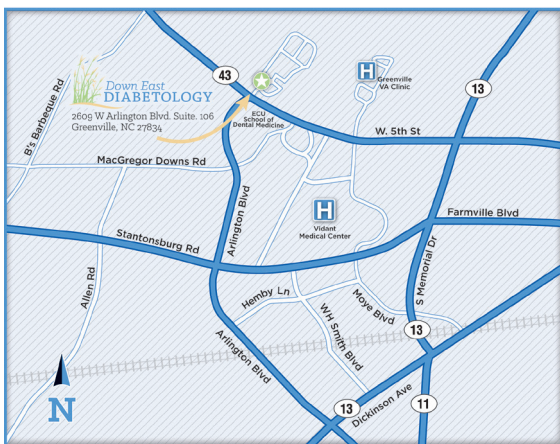 43
Down East
DIABETOLOGY
2609 W Arlington Blvd. Suite. 106
Greenville, NC 27834
H
Greenville
VA Clinic
13
B's Barbeque Rd
ECU
School of
Dental Medicine
W. 5th St
MacGregor Downs Rd
Arlington Blvd
H
Vidant
Medical Center
Farmville Blvd
Stantonsburg Rd
S Memorial Dr
Allen Rd
Hemby Ln
Moye Blvd
WH Smith Blvd
13
Arlington Blvd
N
13
Dickinson Ave
11